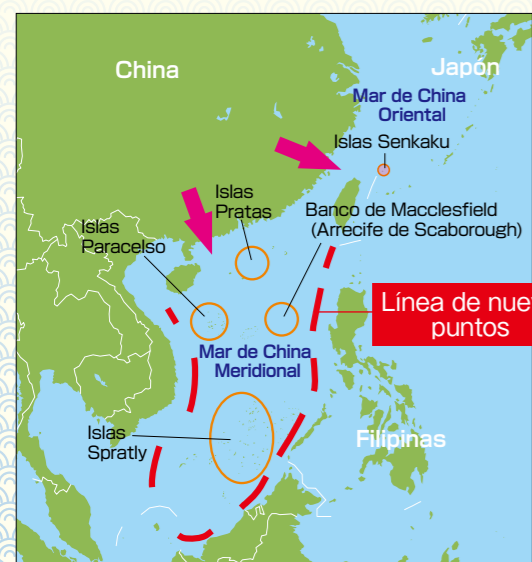 China
Japón
Mar de China
Oriental
Islas Senkaku
Islas
Pratas
Banco de Macclesfield
(Arrecife de Scaborough)
Islas
Paracelso
Línea de nue
puntos
Mar de China
Meridional
Islas
Spratly
Filipinas